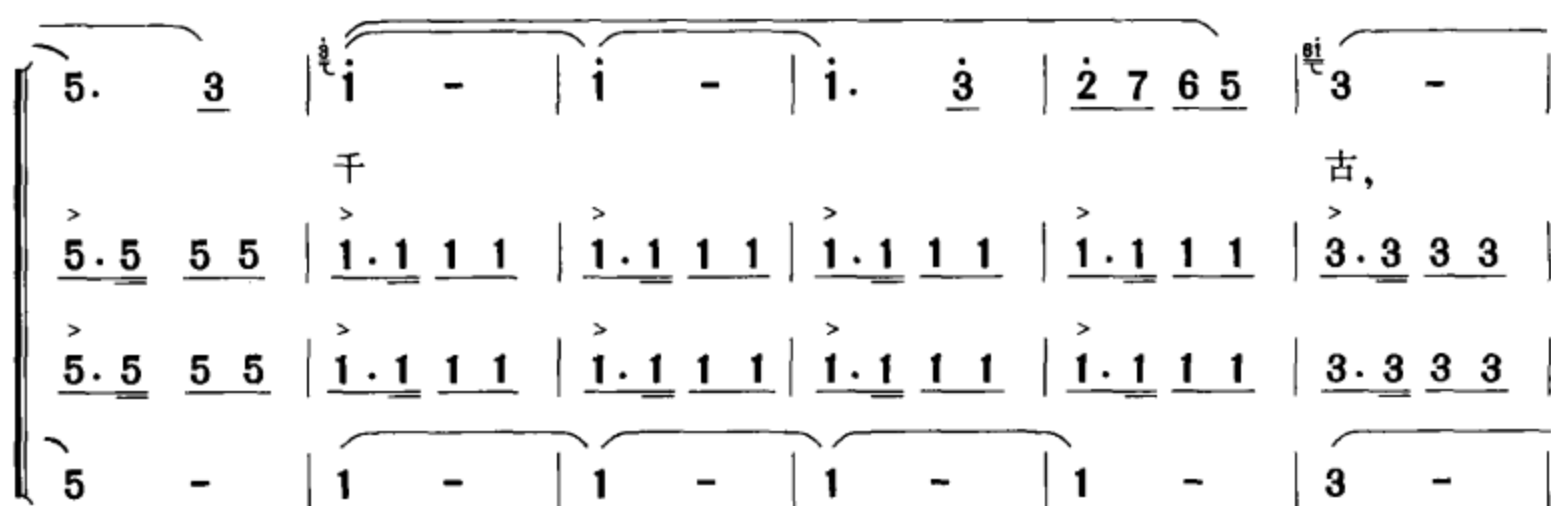 5. 3 | i - | i - | i. 3 | 2 7 6 5 | 3 -
千 古,
> > > > > >
5.5 5 5 | 1.1 1 1 | 1.1 1 1 | 1.1 1 1 | 1.1 1 1 | 3.3 3 3
> > > > >
5.5 5 5 | 1.1 1 1 | 1.1 1 1 | 1.1 1 1 | 1.1 1 1 | 3.3 3 3
5 - | 1 - | 1 - | 1 - | 1 - | 3 -